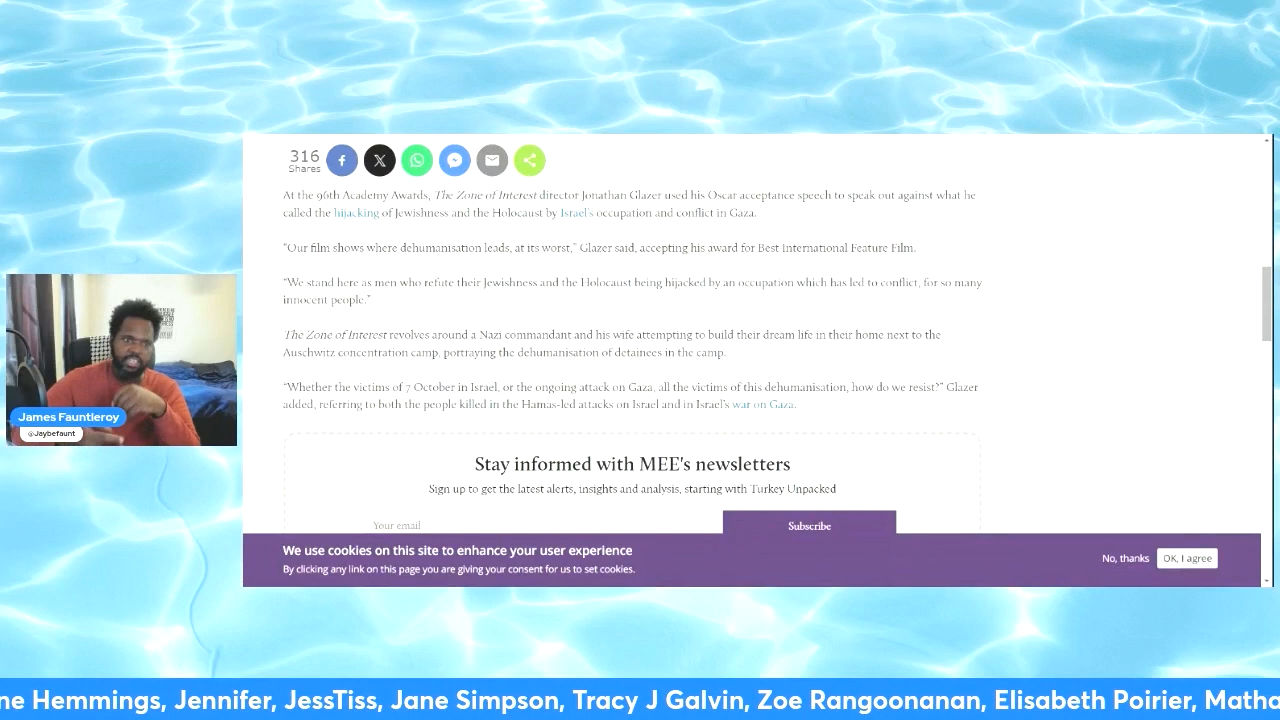 316
Shares
At the 96th Academy Awards, The Zone of Interest director Jonathan Glazer used his Oscar acceptance speech to speak out against what he
called the hijacking of Jewishness and the Holocaust by Israel's occupation and conflict in Gaza.
"Our film shows where dehumanisation leads, at its worst," Glazer said, accepting his award for Best International Feature Film.
"We stand here as men who refute their Jewishness and the Holocaust being hijacked by an occupation which has led to conflict, for so many
innocent people."
The Zone of Interest revolves around a Nazi commandant and his wife attempting to build their dream life in their home next to the
Auschwitz concentration camp, portraying the dehumanisation of detainees in the camp.
"Whether the victims of 7 October in Israel, or the ongoing attack on Gaza, all the victims of this dehumanisation, how do we resist?" Glazer
added, referring to both the people killed in the Hamas-led attacks on Israel and in Israel's war on Gaza.
Stay informed with MEE's newsletters
Sign up to get the latest alerts, insights and analysis, starting with Turkey Unpacked
Your email
Subscribe
We use cookies on this site to enhance your user experience
By clicking any link on this page you are giving your consent for us to set cookies.
No, thanks
OK, I agree
James Fauntleroy
@Jaybefaunt
ne Hemmings, Jennifer, JessTiss, Jane Simpson, Tracy J Galvin, Zoe Rangoonanan, Elisabeth Poirier, Matha